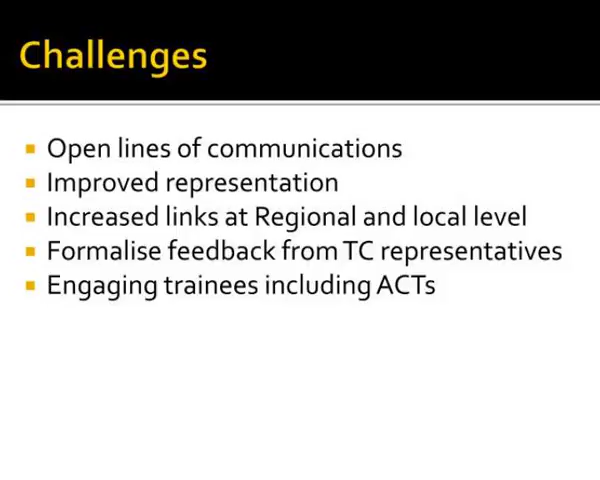 Challenges
Open lines of communications
Improved representation
Increased links at Regional and local level
Formalise feedback from TC representatives
Engaging trainees including ACTs